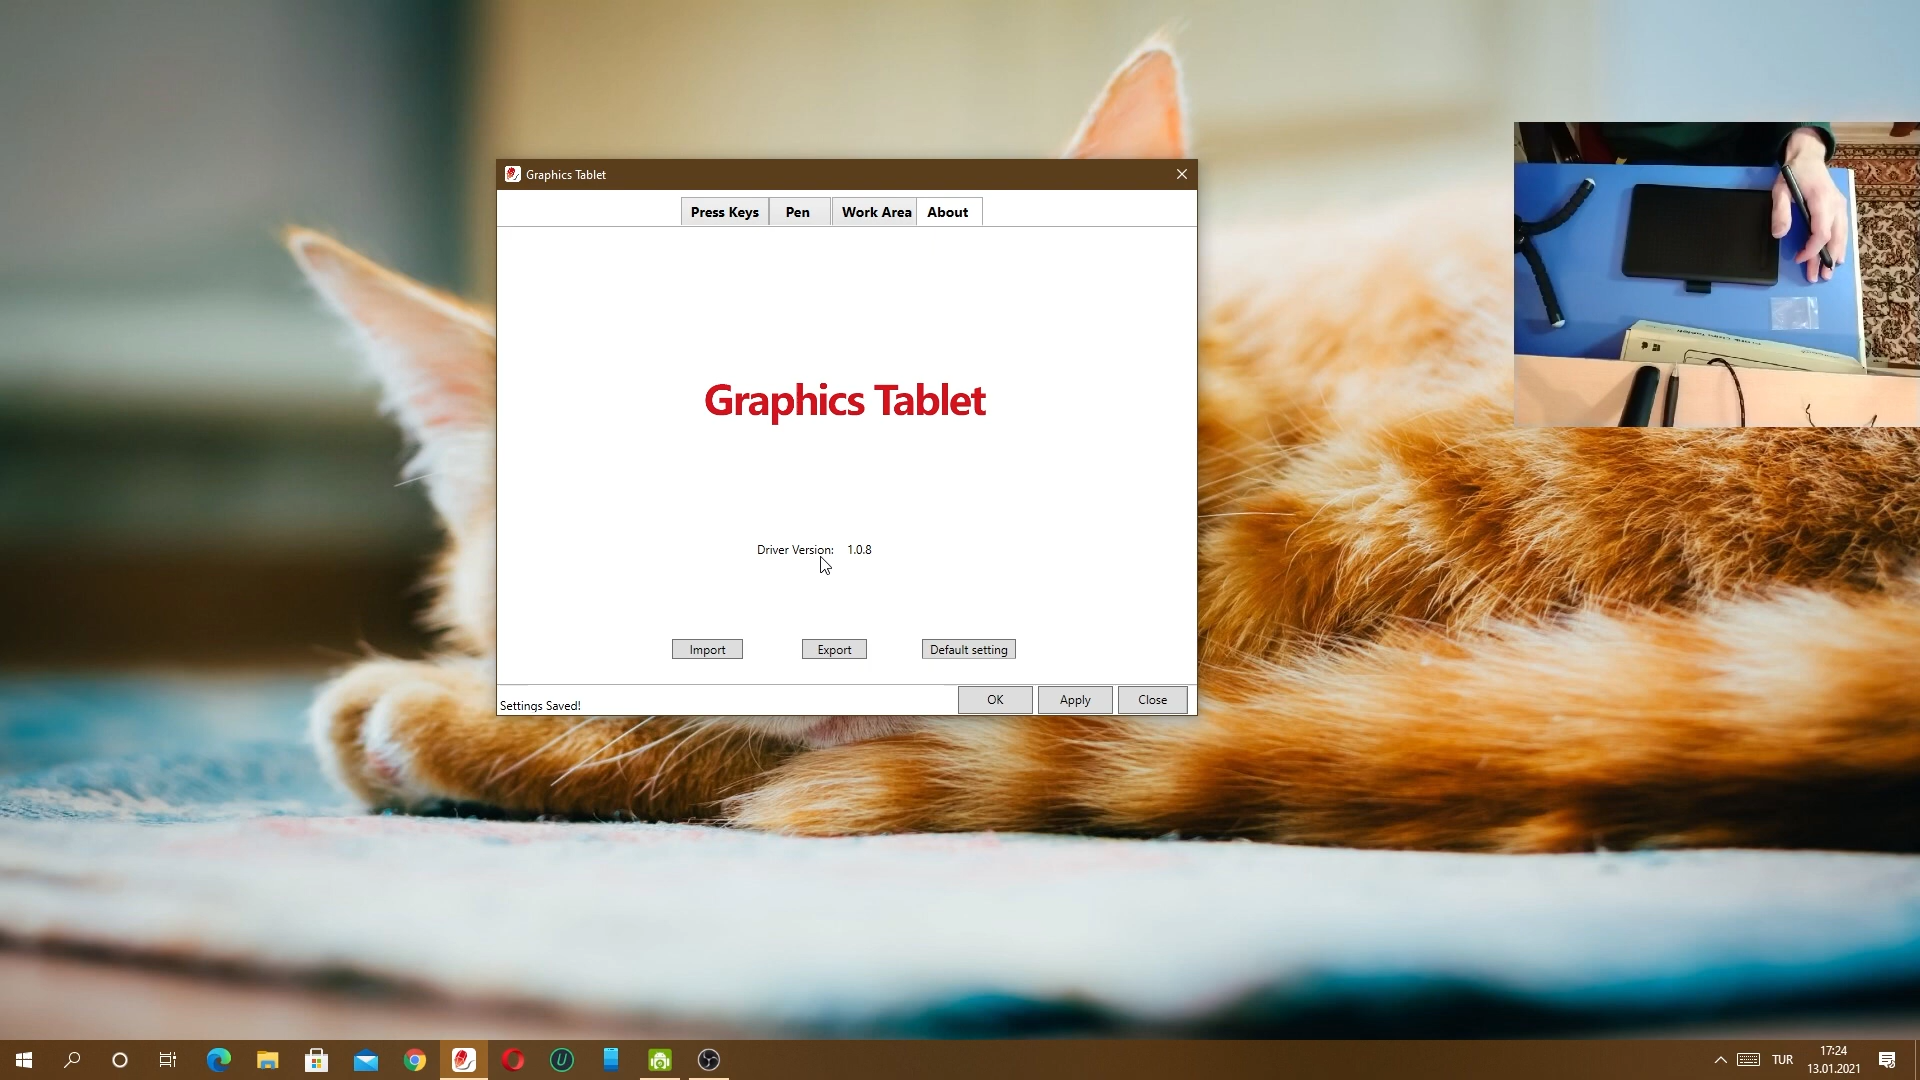 Graphics Tablet
Press Keys Pen Work Area About
Graphics Tablet
Driver Version: 1.0.8
Import Export Default setting
Settings Saved! OK Apply Close
TUR 17:24
13.01.2021